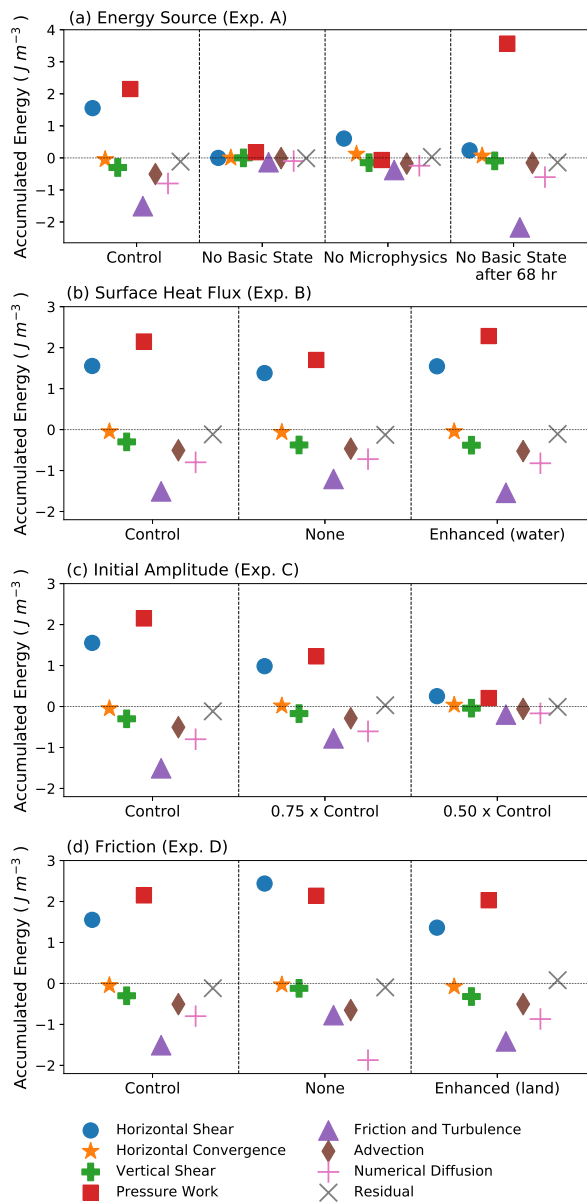 (a) Energy Source (Exp. A)
Accumulated Energy ( J m⁻³ )
4
3
2
1
0
−1
−2
Control
No Basic State
No Microphysics
No Basic State
after 68 hr
(b) Surface Heat Flux (Exp. B)
Accumulated Energy ( J m⁻³ )
3
2
1
0
−1
−2
Control
None
Enhanced (water)
(c) Initial Amplitude (Exp. C)
Accumulated Energy ( J m⁻³ )
3
2
1
0
−1
−2
Control
0.75 x Control
0.50 x Control
(d) Friction (Exp. D)
Accumulated Energy ( J m⁻³ )
3
2
1
0
−1
−2
Control
None
Enhanced (land)
Horizontal Shear
Horizontal Convergence
Vertical Shear
Pressure Work
Friction and Turbulence
Advection
Numerical Diffusion
Residual